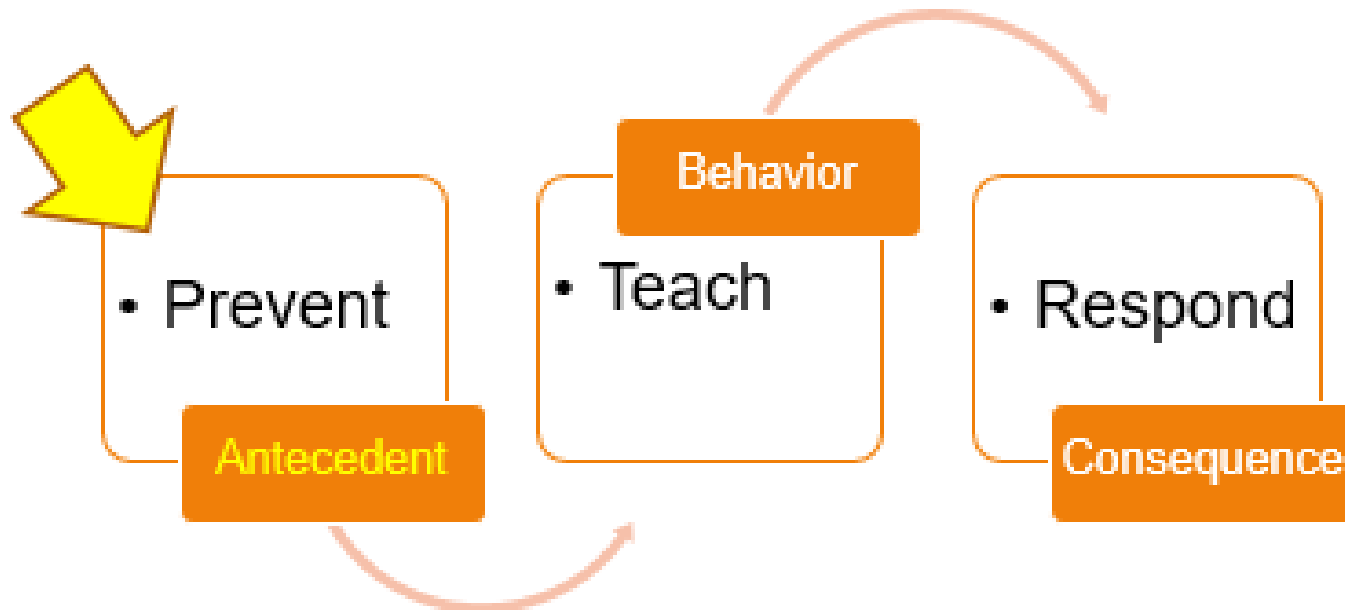 • Prevent
Antecedent
Behavior
• Teach
• Respond
Consequence